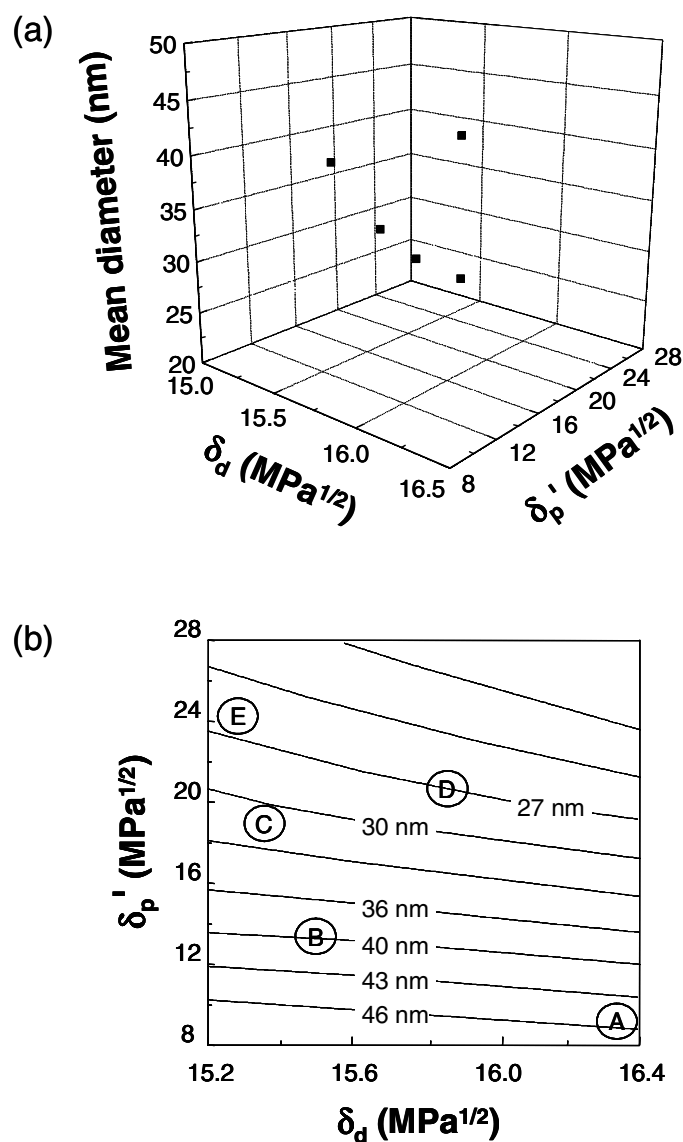 (a)
50
45
40
35
30
25
20
Mean diameter (nm)
15.0
15.5
16.0
16.5
δd (MPa1/2)
8
12
16
20
24
28
δp' (MPa1/2)
(b)
28
24
20
16
12
8
δp' (MPa1/2)
E
D
27 nm
C
30 nm
36 nm
B
40 nm
43 nm
46 nm
A
15.2
15.6
16.0
16.4
δd (MPa1/2)